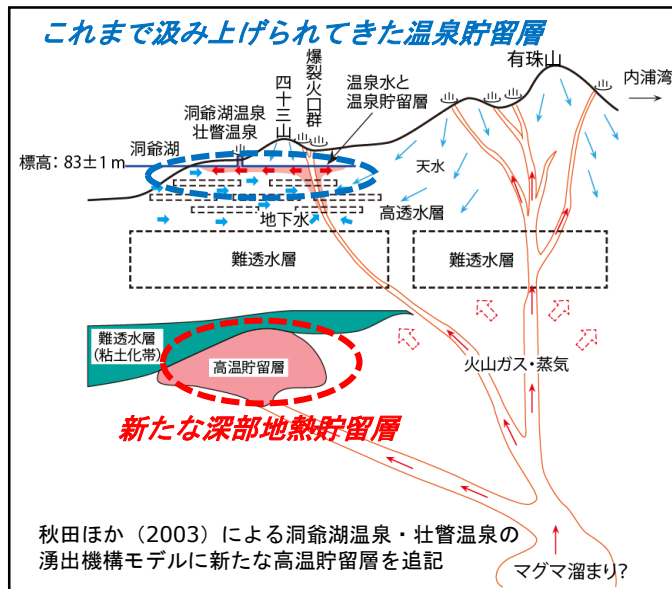 これまで汲み上げられてきた温泉貯留層
有珠山
内浦湾
爆裂火口群
四十三山
温泉水と
温泉貯留層
洞爺湖温泉
壮瞥温泉
洞爺湖
標高：83±1ｍ
天水
高透水層
地下水
難透水層
難透水層
難透水層
(粘土化帯)
高温貯留層
火山ガス・蒸気
新たな深部地熱貯留層
秋田ほか（2003）による洞爺湖温泉・壮瞥温泉の
湧出機構モデルに新たな高温貯留層を追記
マグマ溜まり?